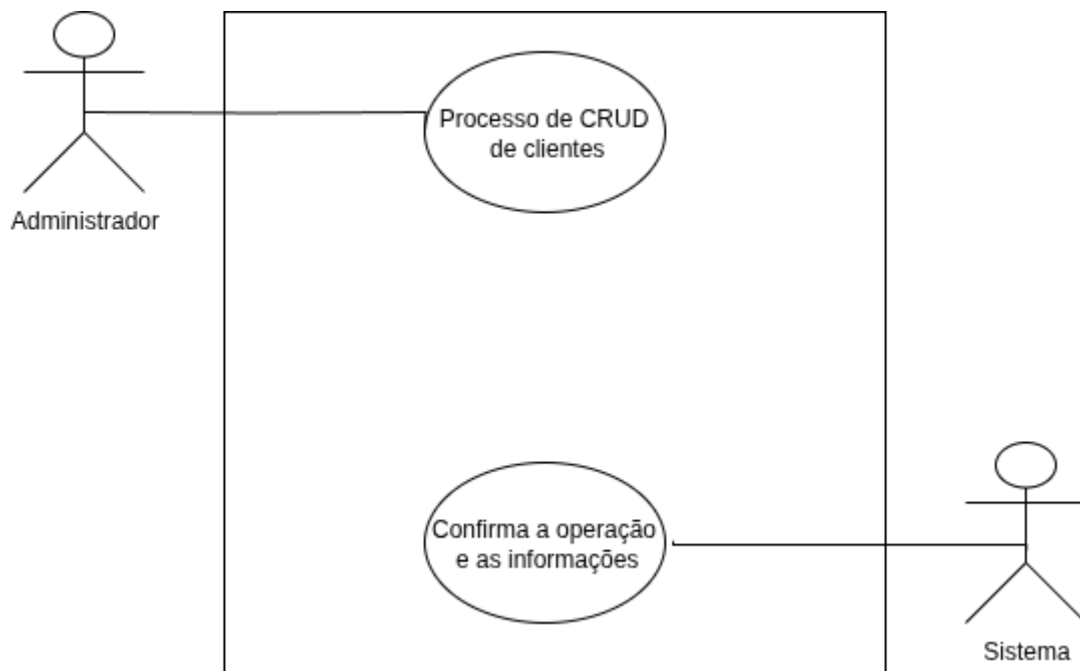 Processo de CRUD
de clientes
Administrador
Confirma a operação
e as informações
Sistema